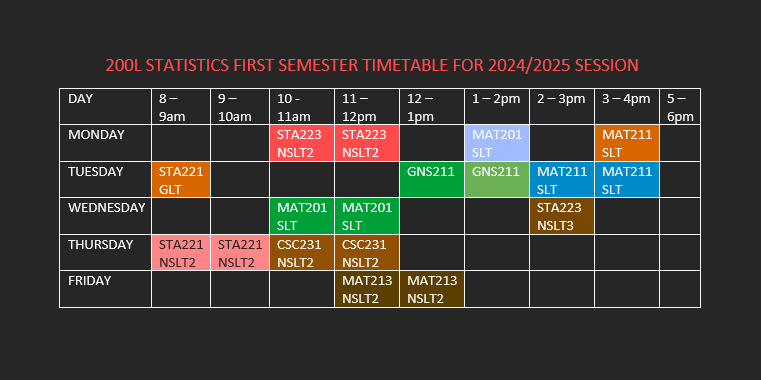 200L STATISTICS FIRST SEMESTER TIMETABLE FOR 2024/2025 SESSION
DAY 8 – 9am 9 – 10am 10 - 11am 11 – 12pm 12 – 1pm 1 – 2pm 2 – 3pm 3 – 4pm 5 – 6pm
MONDAY STA223 NSLT2 STA223 NSLT2 MAT201 SLT MAT211 SLT
TUESDAY STA221 GLT GNS211 GNS211 MAT211 SLT MAT211 SLT
WEDNESDAY MAT201 SLT MAT201 SLT STA223 NSLT3
THURSDAY STA221 NSLT2 STA221 NSLT2 CSC231 NSLT2 CSC231 NSLT2
FRIDAY MAT213 NSLT2 MAT213 NSLT2